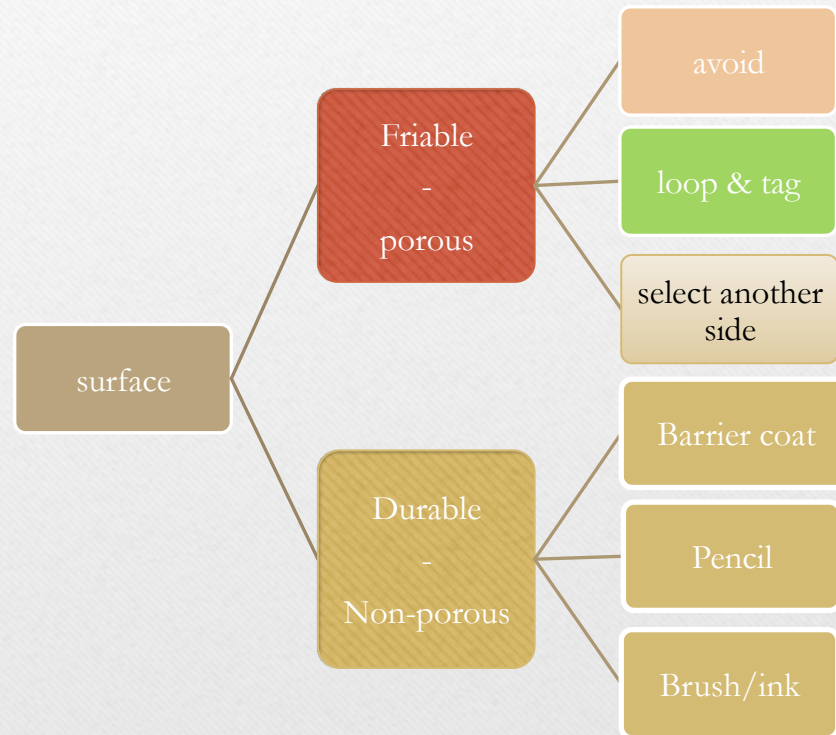 surface
Friable
-
porous
avoid
loop & tag
select another
side
Durable
-
Non-porous
Barrier coat
Pencil
Brush/ink